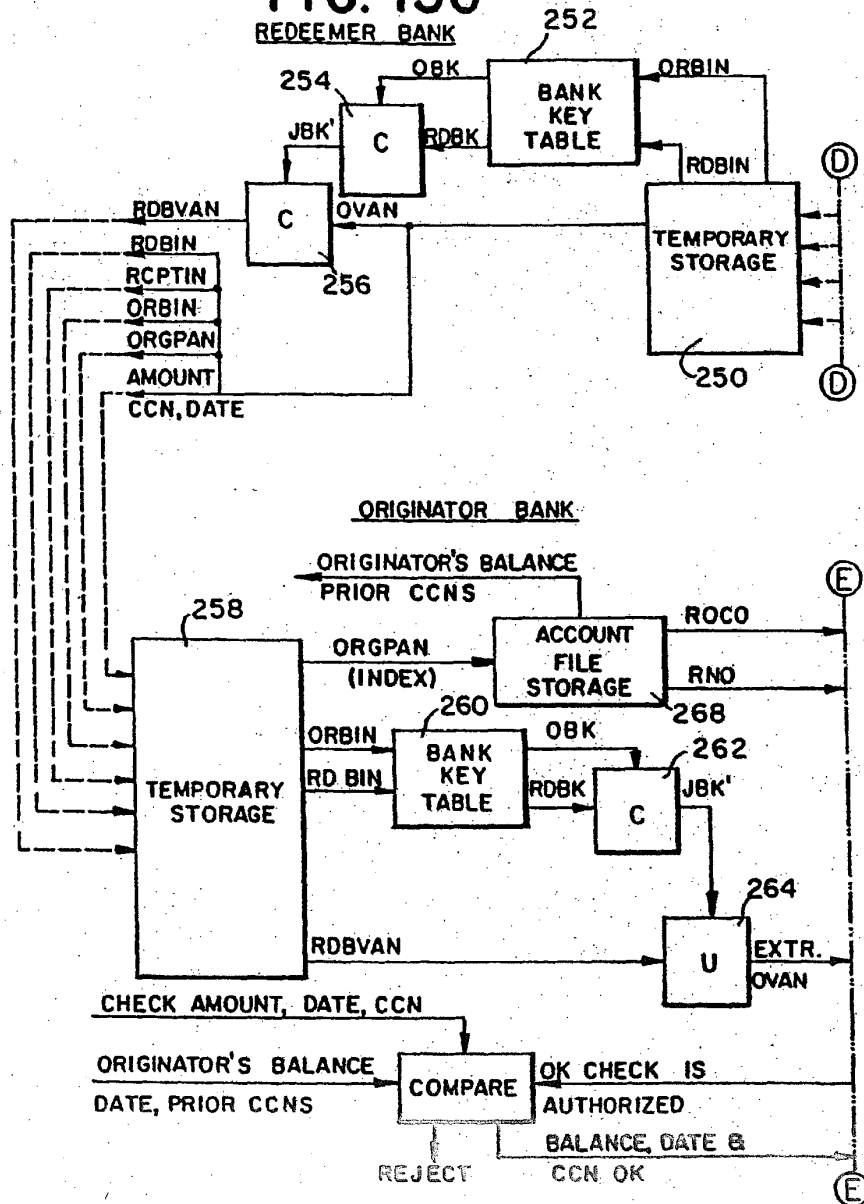 REDEEMER BANK
252
254
OBK
BANK
KEY
TABLE
ORBIN
JBK'
C
RDBK
RDBIN
D
RDBVAN
C
OVAN
TEMPORARY
STORAGE
RDBIN
RCPTIN
256
ORBIN
ORGPAN
250
AMOUNT
CCN, DATE
D
ORIGINATOR BANK
ORIGINATOR'S BALANCE
PRIOR CCNS
E
258
ROCO
ORGPAN
(INDEX)
ACCOUNT
FILE
STORAGE
RNO
268
260
OBK
262
ORBIN
BANK
KEY
TABLE
RD BIN
RDBK
C
JBK'
TEMPORARY
STORAGE
264
RDBVAN
U
EXTR.
OVAN
CHECK AMOUNT, DATE, CCN
ORIGINATOR'S BALANCE
DATE, PRIOR CCNS
COMPARE
OK CHECK IS
AUTHORIZED
BALANCE, DATE &
CCN OK
REJECT
E